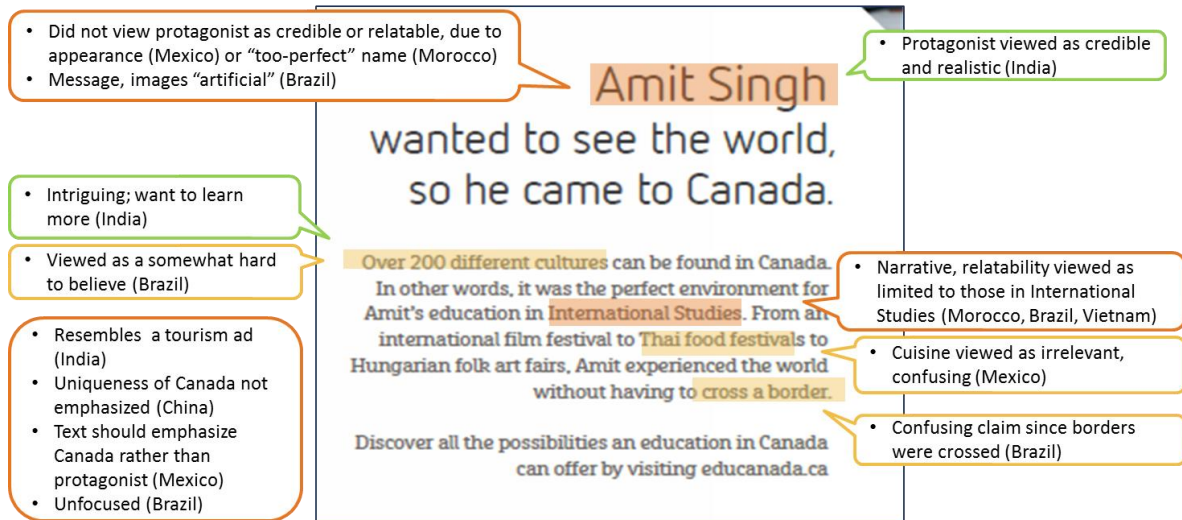 • Did not view protagonist as credible or relatable, due to
appearance (Mexico) or “too-perfect” name (Morocco)
• Message, images “artificial” (Brazil)
• Protagonist viewed as credible
and realistic (India)
Amit Singh
wanted to see the world,
so he came to Canada.
• Intriguing; want to learn
more (India)
• Viewed as a somewhat hard
to believe (Brazil)
• Resembles a tourism ad
(India)
• Uniqueness of Canada not
emphasized (China)
• Text should emphasize
Canada rather than
protagonist (Mexico)
• Unfocused (Brazil)
Over 200 different cultures can be found in Canada.
In other words, it was the perfect environment for
Amit’s education in International Studies. From an
international film festival to Thai food festivals to
Hungarian folk art fairs, Amit experienced the world
without having to cross a border.
Discover all the possibilities an education in Canada
can offer by visiting educanada.ca
• Narrative, relatability viewed as
limited to those in International
Studies (Morocco, Brazil, Vietnam)
• Cuisine viewed as irrelevant,
confusing (Mexico)
• Confusing claim since borders
were crossed (Brazil)